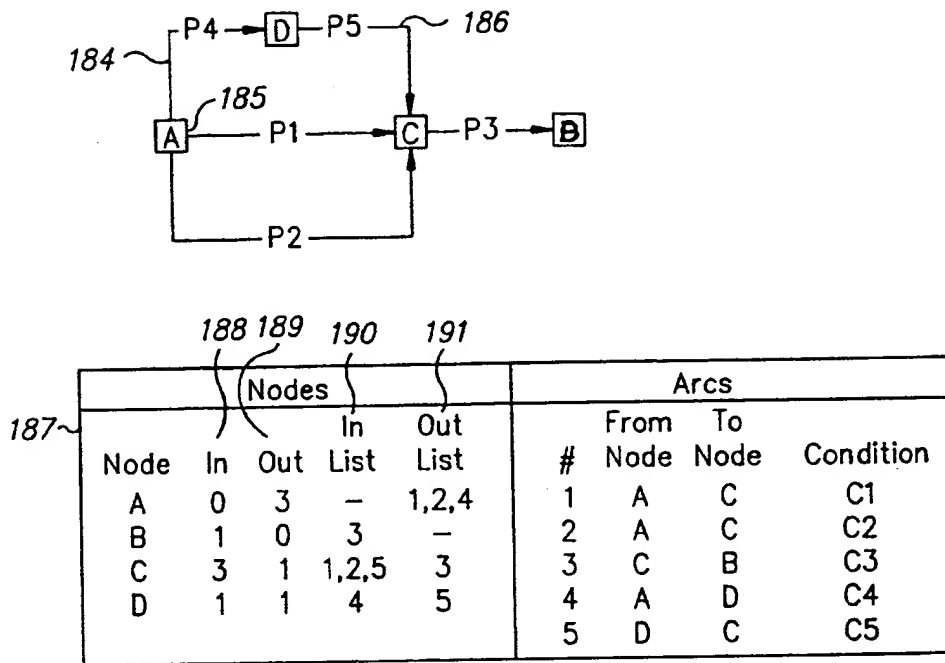 P4 D P5 186
184
185
A P1 C P3 B
P2
188 189 190 191
Nodes Arcs
187
In Out From To
Node In Out List List # Node Node Condition
A 0 3 – 1,2,4 1 A C C1
B 1 0 3 – 2 A C C2
C 3 1 1,2,5 3 3 C B C3
D 1 1 4 5 4 A D C4
5 D C C5